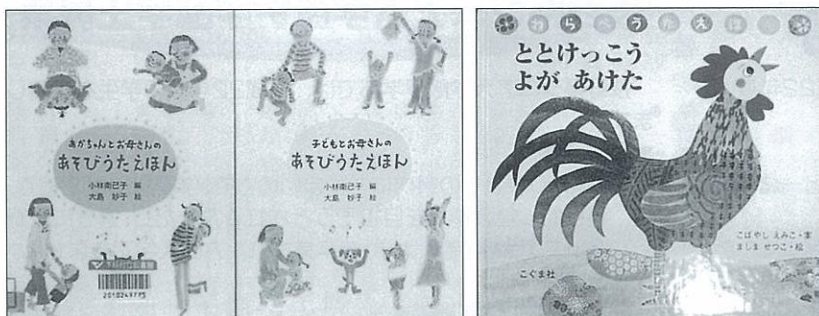 あかちゃんとお母さんの
あそびうたえほん
小林衛己子 編
大島 妙子 絵
子どもとお母さんの
あそびうたえほん
小林衛己子 編
大島 妙子 絵
わらべうたえほん
ととけっこう
よが あけた
こばやし えみこ・案
ましま せつこ・絵
こぐま社